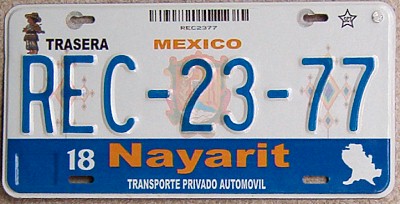 REC2377
TRASERA MEXICO
REC-23-77
18 Nayarit
TRANSPORTE PRIVADO AUTOMOVIL